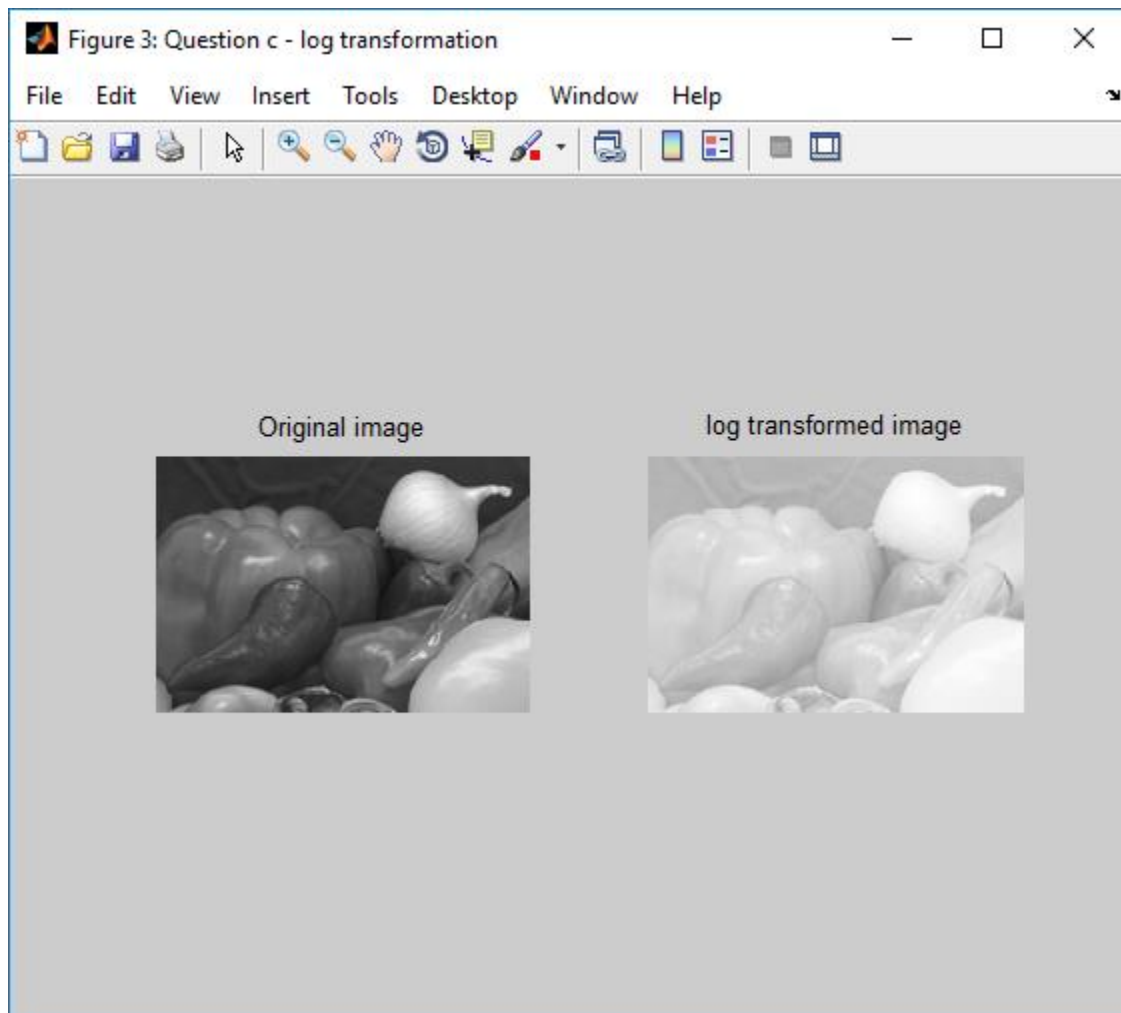 Figure 3: Question c - log transformation
File Edit View Insert Tools Desktop Window Help
Original image
log transformed image